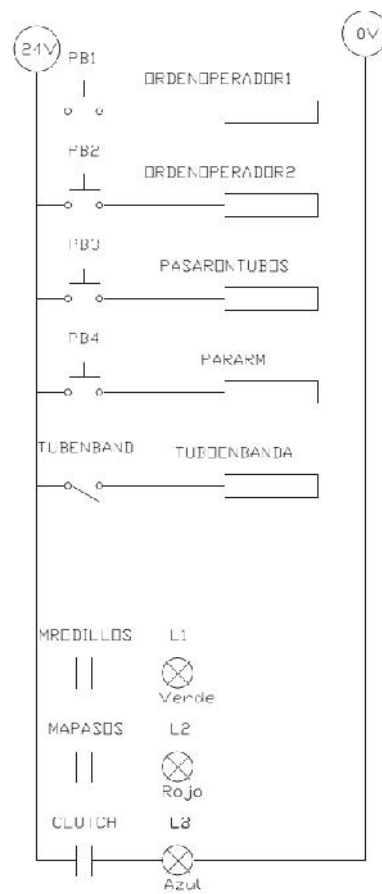 24V
0V
PB1
ORDENOPERADOR1
PB2
ORDENOPERADOR2
PB3
PASARONTUBOS
PB4
PARARM
TUBENBAND
TUBOENBANDA
MRODILLOS L1
Verde
MAPASOS L2
Rojo
CLUTCH L3
Azul